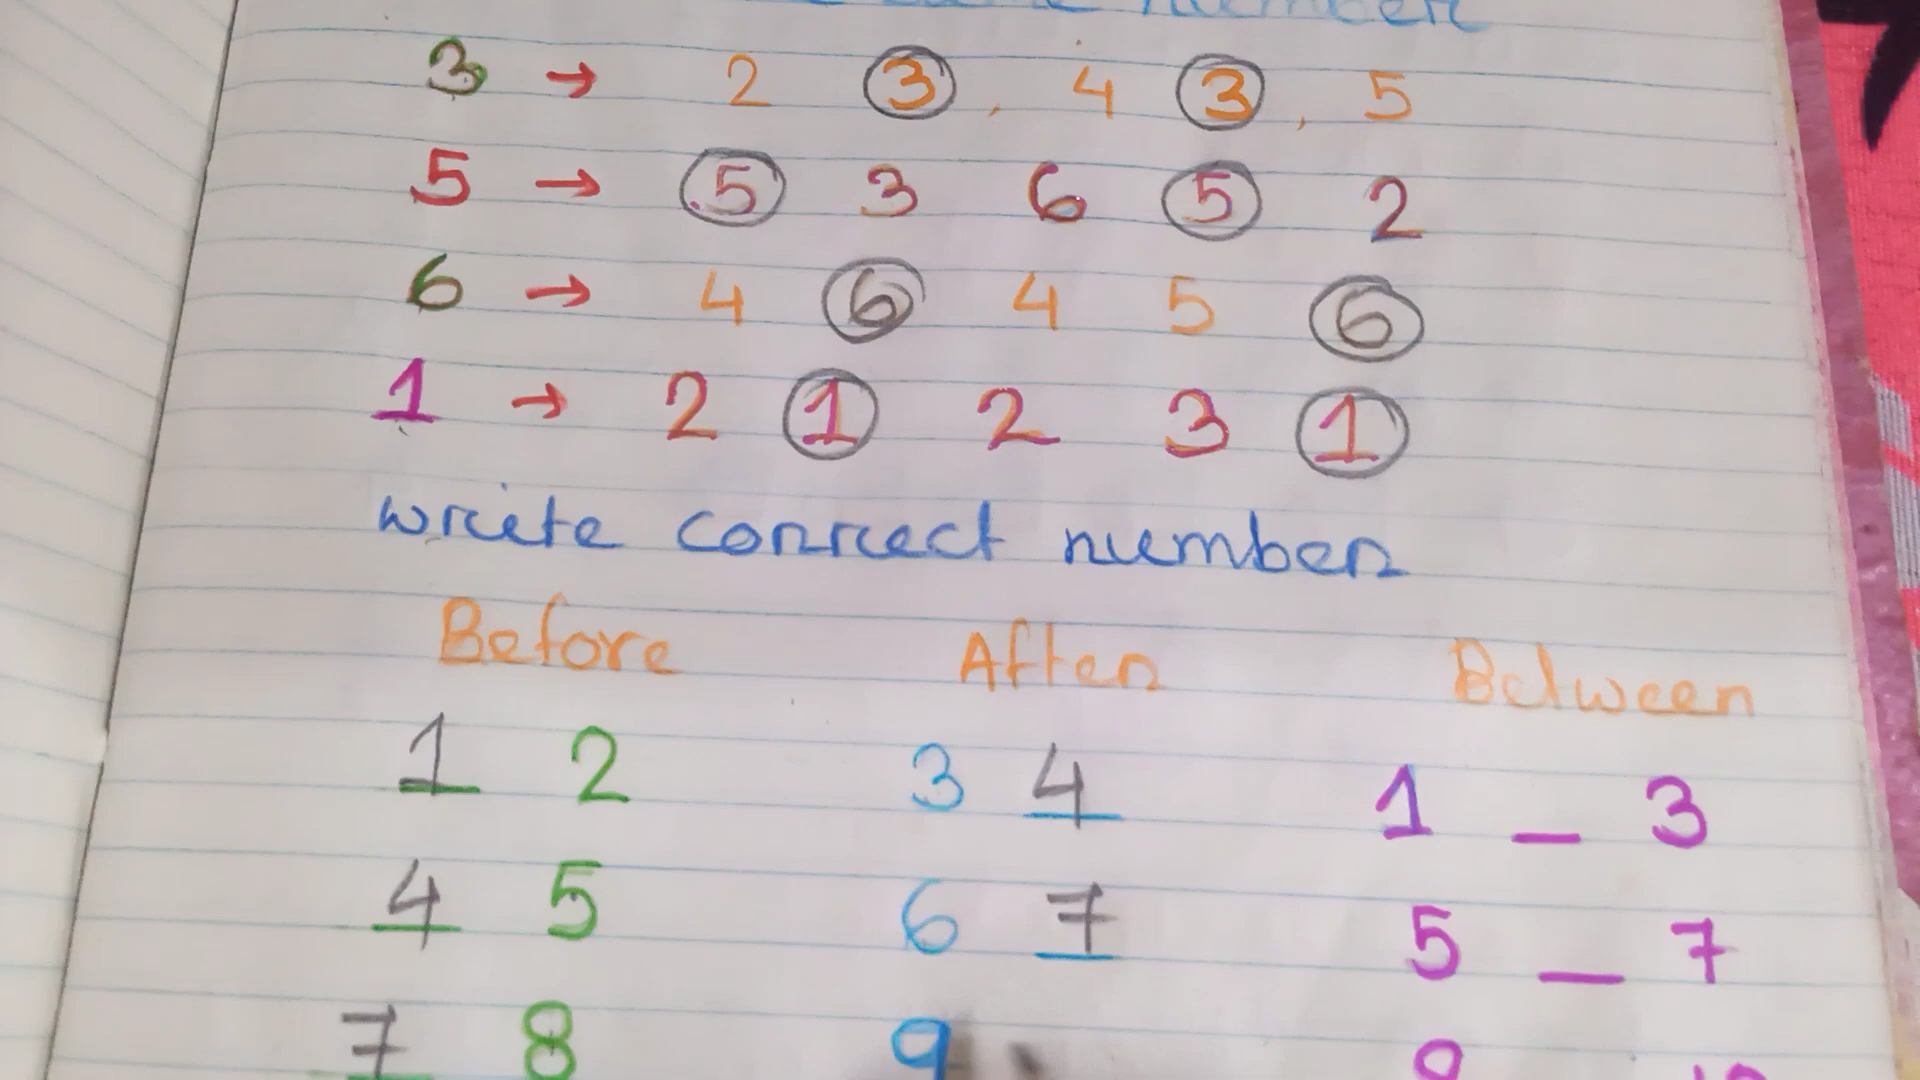 number
3 → 2 3 , 4 3 , 5
5 → 5 3 6 5 2
6 → 4 6 4 5 6
1 → 2 1 2 3 1
write correct number
Before After Between
1 2 3 4 1 _ 3
4 5 6 7 5 _ 7
7 8 9